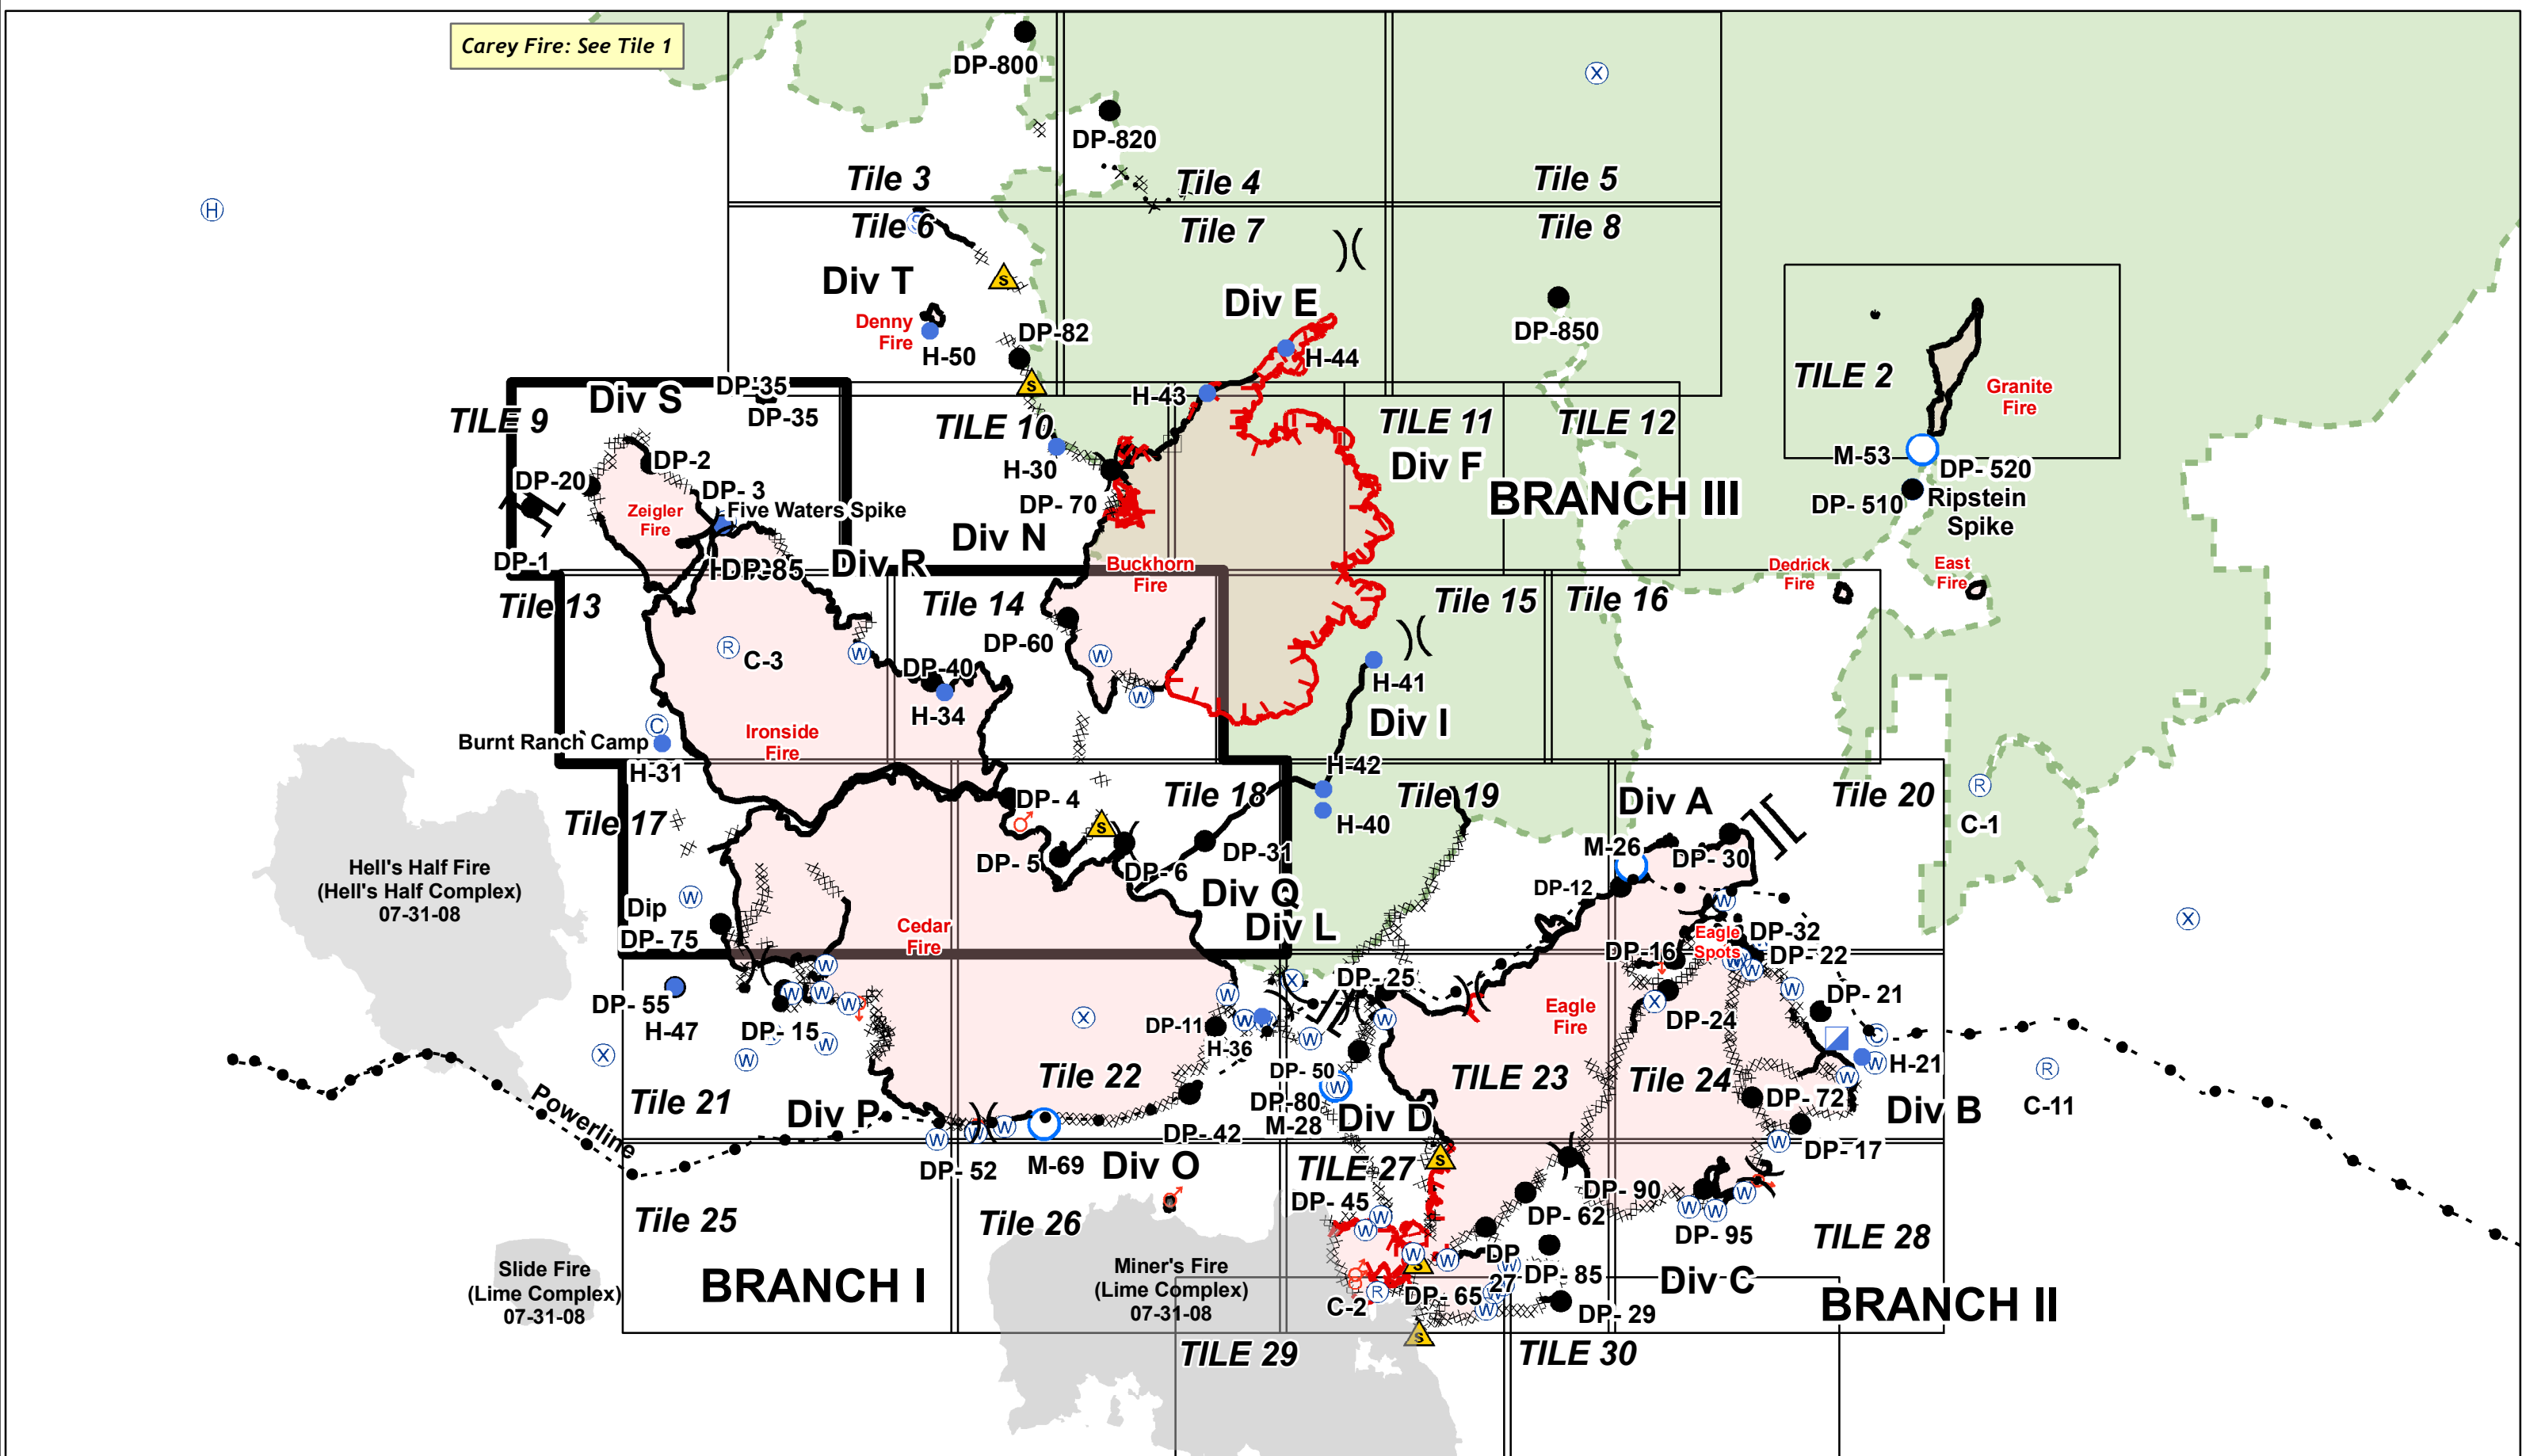 Carey Fire: See Tile 1
DP-800
X
H
DP-820
Tile 3
Tile 4
Tile 5
Tile 6
Tile 7
Tile 8
Div T
S
Div E
Denny
Fire
DP-82
H-50
H-44
DP-850
TILE 2
Granite
Fire
S
H-43
DP-35
DP-35
Div S
TILE 9
TILE 10
TILE 11
TILE 12
DP-2
H-30
Div F
M-53
DP- 520
DP-20
DP- 3
DP- 70
BRANCH III
DP- 510
Ripstein
Spike
Zeigler
Fire
Five Waters Spike
Div N
DP-1
DP-85
Div R
Buckhorn
Fire
Dedrick
Fire
East
Fire
Tile 13
Tile 14
Tile 15
Tile 16
DP-60
R
C-3
W
W
DP-40
H-34
W
H-41
Div I
C
Burnt Ranch Camp
Ironside
Fire
H-31
H-42
R
C-1
Tile 17
DP- 4
Tile 18
H-40
Tile 19
Div A
Tile 20
S
M-26
DP- 30
Hell's Half Fire
(Hell's Half Complex)
07-31-08
DP- 5
DP- 6
DP-31
DP-12
W
Dip
DP- 75
Div Q
Div L
W
X
Cedar
Fire
Eagle
Spots
DP-32
DP-16
DP- 22
W
X
DP-25
W
W
DP- 55
W
W
W
W
W
DP- 21
H-47
DP- 15
X
DP-11
W
W
Eagle
Fire
X
DP-24
C
X
W
W
H-36
W
W
H-21
Tile 21
Tile 22
DP- 50
W
TILE 23
Tile 24
W
R
Powerline
Div P
DP-80
M-28
Div D
DP- 72
Div B
C-11
W
W
W
DP- 42
W
DP- 17
DP- 52
M-69
Div O
TILE 27
S
DP- 90
Tile 25
Tile 26
DP- 45
W
W
DP- 62
W
W
W
DP- 95
TILE 28
Slide Fire
(Lime Complex)
07-31-08
BRANCH I
Miner's Fire
(Lime Complex)
07-31-08
W
S
W
DP
27
W
DP- 85
Div C
C-2
R
DP- 65
W
DP- 29
BRANCH II
S
TILE 29
TILE 30